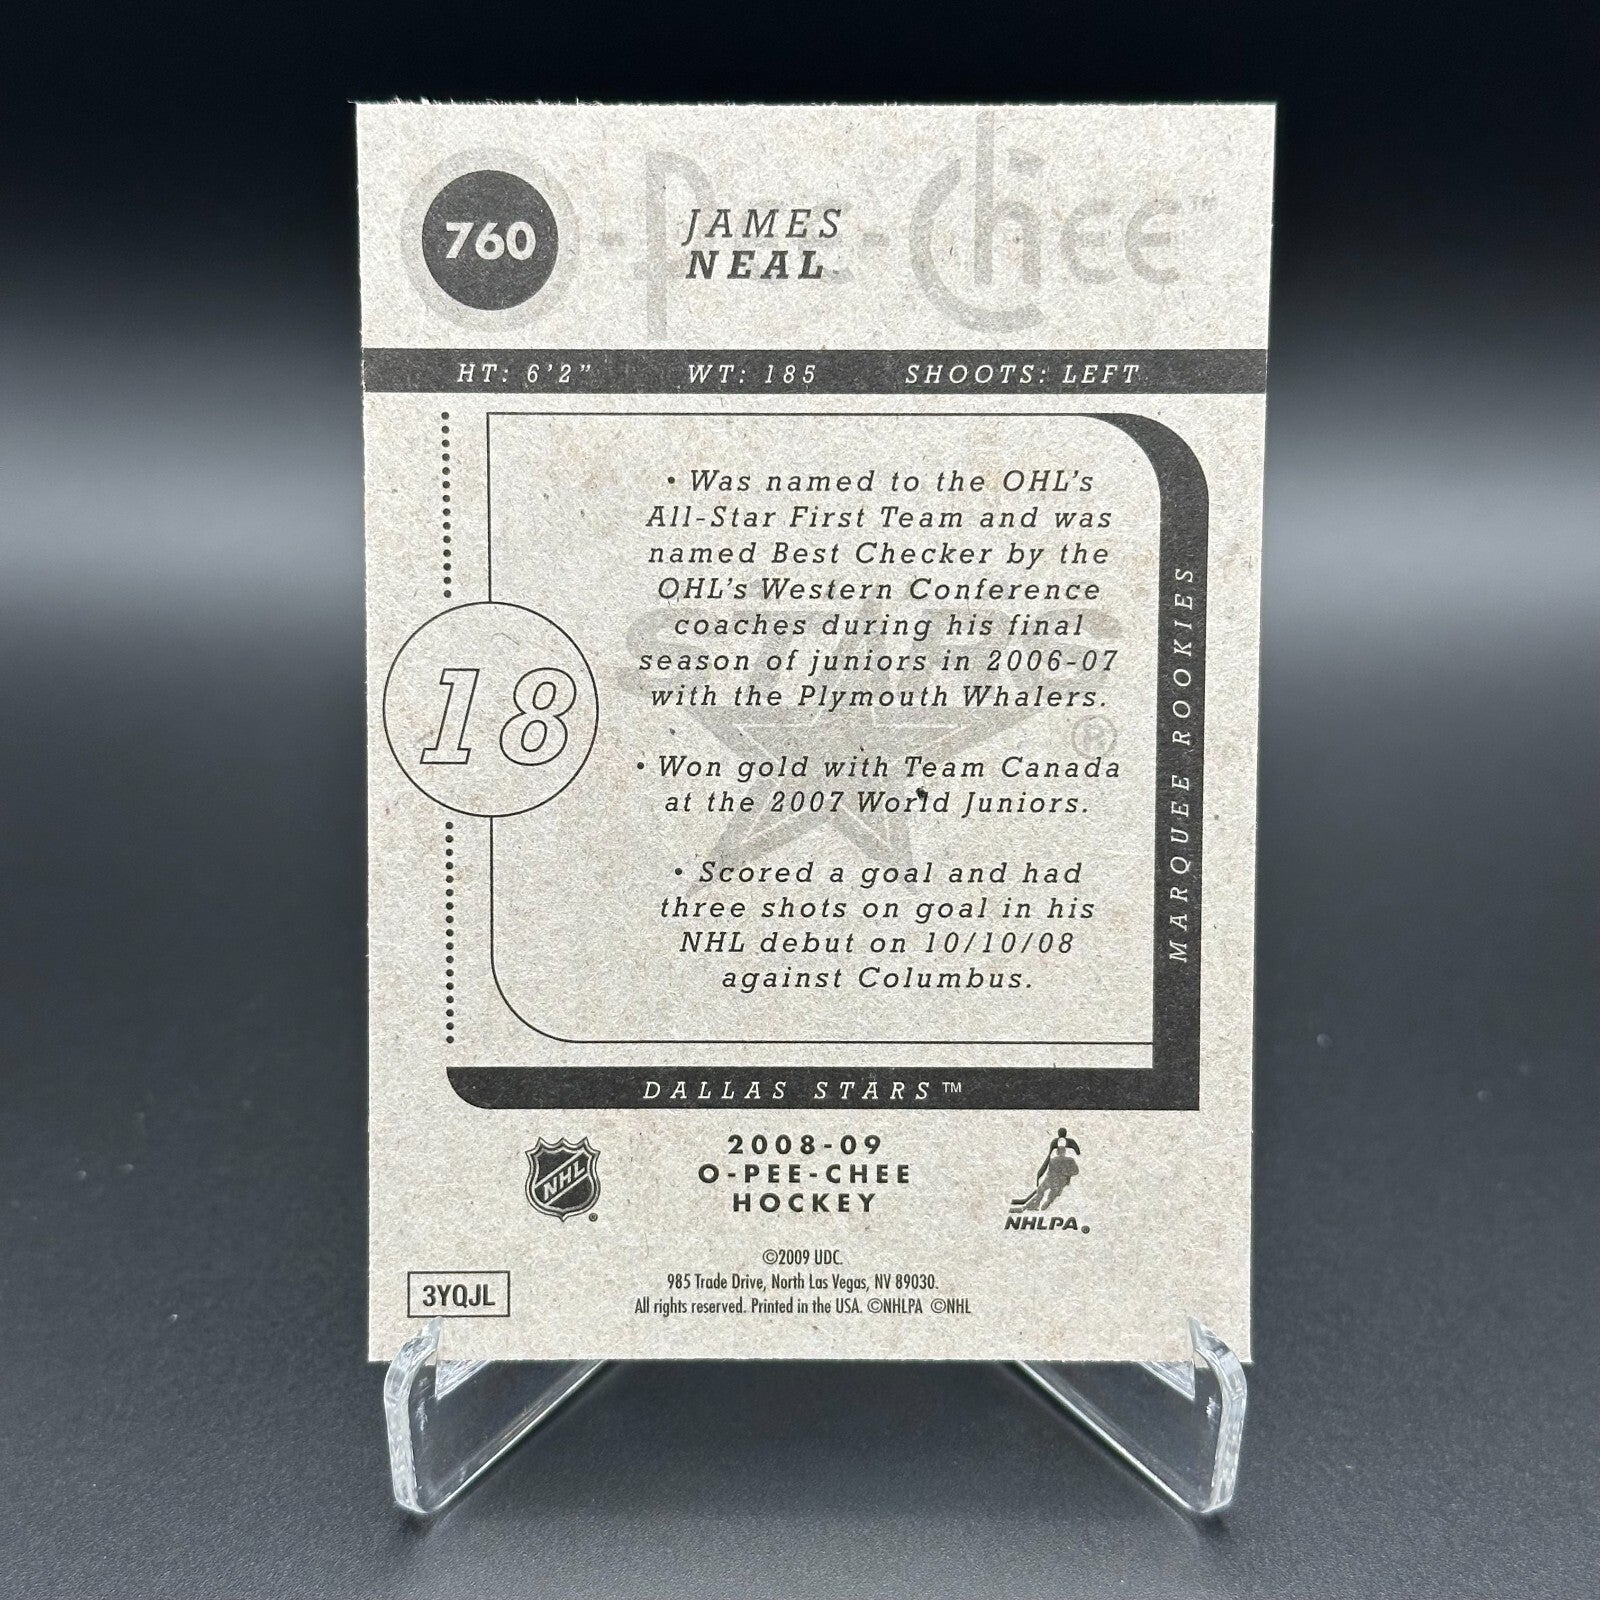 O-Pee-Chee™
760
JAMES
NEAL
HT: 6'2" WT: 185 SHOOTS: LEFT
• Was named to the OHL's
All-Star First Team and was
named Best Checker by the
OHL's Western Conference
coaches during his final
season of juniors in 2006-07
with the Plymouth Whalers.
• Won gold with Team Canada
at the 2007 World Juniors.
• Scored a goal and had
three shots on goal in his
NHL debut on 10/10/08
against Columbus.
STARS ®
18
MARQUEE ROOKIES
DALLAS STARS™
NHL ®
2008-09
O-PEE-CHEE
HOCKEY
NHLPA®
©2009 UDC.
985 Trade Drive, North Las Vegas, NV 89030.
All rights reserved. Printed in the USA. ©NHLPA ©NHL
3YQJL